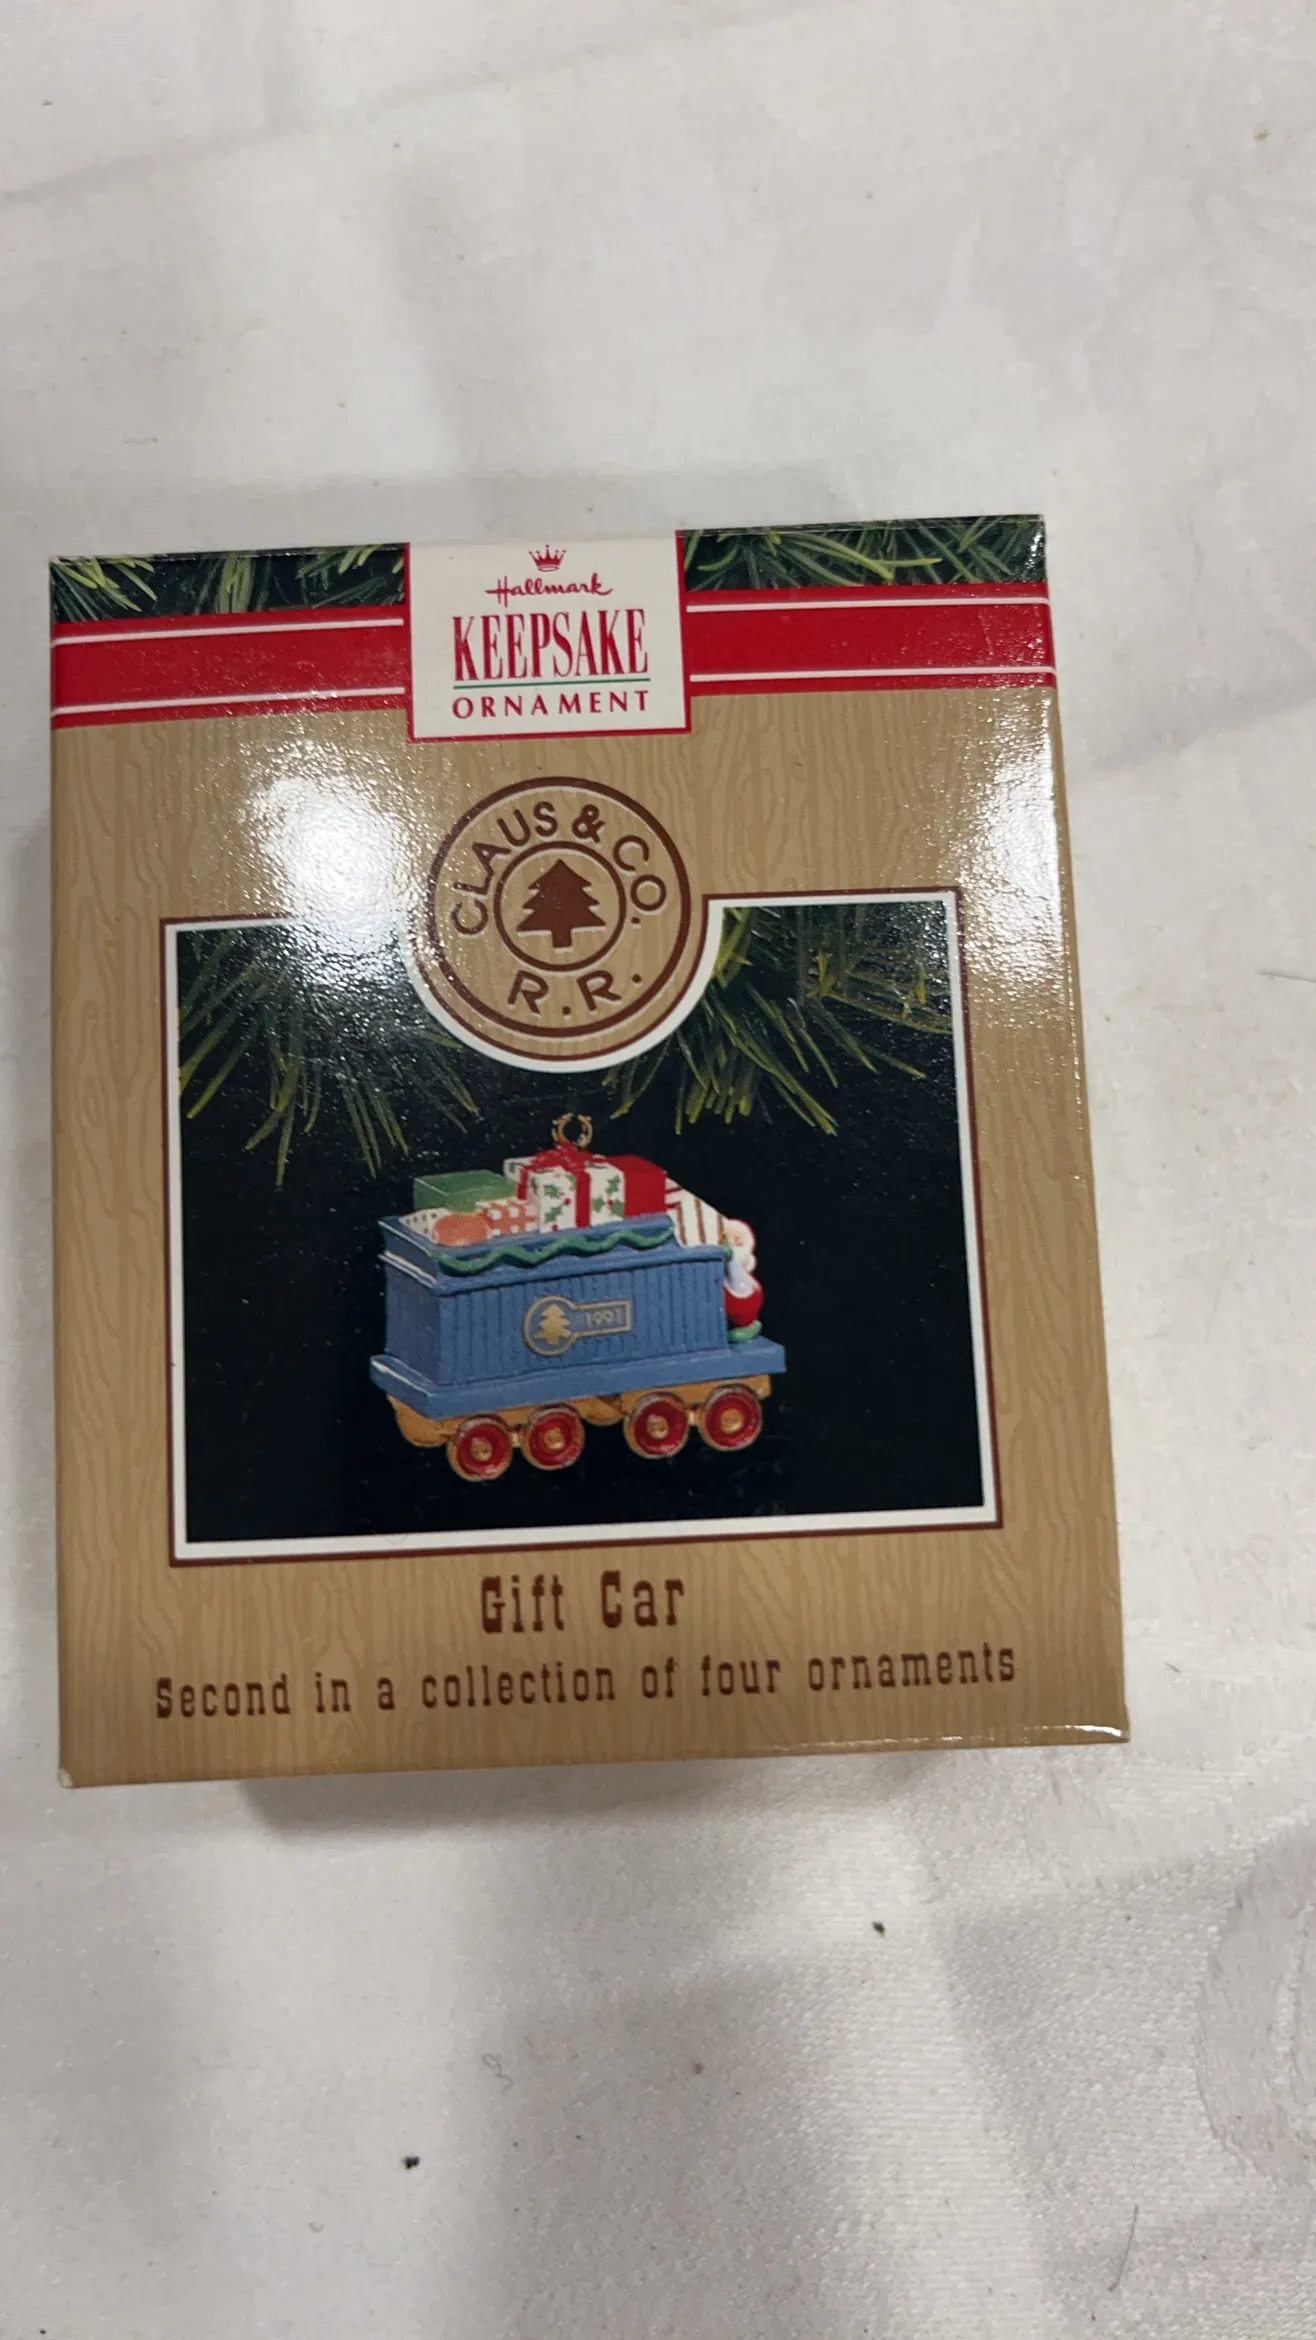 Hallmark
KEEPSAKE
ORNAMENT
CLAUS & CO.
R.R.
1991
Gift Car
Second in a collection of four ornaments